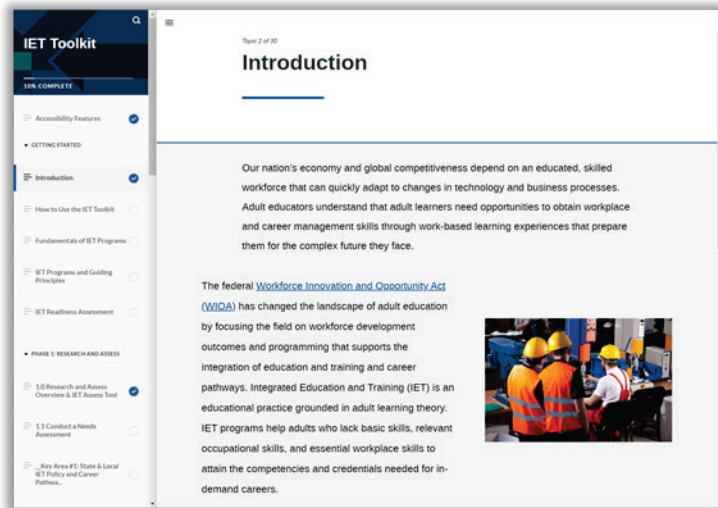 IET Toolkit
10% COMPLETE
Accessibility Features
GETTING STARTED
Introduction
How to Use the IET Toolkit
Fundamentals of IET Programs
IET Programs and Guiding
Principles
IET Readiness Assessment
PHASE 1: RESEARCH AND ASSESS
1.0 Research and Assess
Overview & IET Assess Tool
1.1 Conduct a Needs
Assessment
__Key Area #1: State & Local
IET Policy and Career
Pathwa...
Topic 2 of 30
Introduction
Our nation's economy and global competitiveness depend on an educated, skilled
workforce that can quickly adapt to changes in technology and business processes.
Adult educators understand that adult learners need opportunities to obtain workplace
and career management skills through work-based learning experiences that prepare
them for the complex future they face.
The federal Workforce Innovation and Opportunity Act
(WIOA) has changed the landscape of adult education
by focusing the field on workforce development
outcomes and programming that supports the
integration of education and training and career
pathways. Integrated Education and Training (IET) is an
educational practice grounded in adult learning theory.
IET programs help adults who lack basic skills, relevant
occupational skills, and essential workplace skills to
attain the competencies and credentials needed for in-
demand careers.